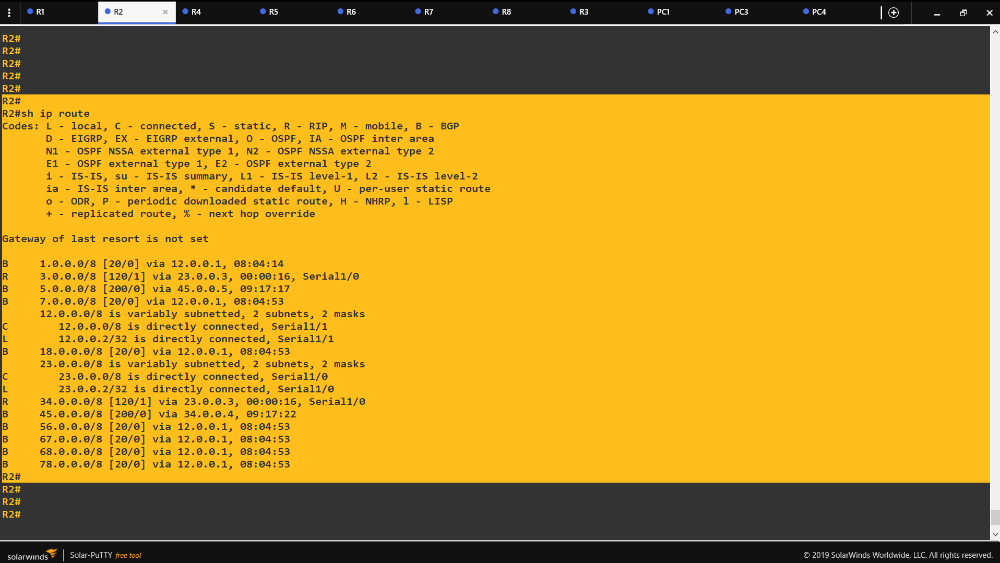 R1
R2
R4
R5
R6
R7
R8
R3
PC1
PC3
PC4
R2#
R2#
R2#
R2#
R2#
R2#
R2#sh ip route
Codes: L - local, C - connected, S - static, R - RIP, M - mobile, B - BGP
       D - EIGRP, EX - EIGRP external, O - OSPF, IA - OSPF inter area
       N1 - OSPF NSSA external type 1, N2 - OSPF NSSA external type 2
       E1 - OSPF external type 1, E2 - OSPF external type 2
       i - IS-IS, su - IS-IS summary, L1 - IS-IS level-1, L2 - IS-IS level-2
       ia - IS-IS inter area, * - candidate default, U - per-user static route
       o - ODR, P - periodic downloaded static route, H - NHRP, l - LISP
       + - replicated route, % - next hop override
Gateway of last resort is not set
B     1.0.0.0/8 [20/0] via 12.0.0.1, 08:04:14
R     3.0.0.0/8 [120/1] via 23.0.0.3, 00:00:16, Serial1/0
B     5.0.0.0/8 [200/0] via 45.0.0.5, 09:17:17
B     7.0.0.0/8 [20/0] via 12.0.0.1, 08:04:53
      12.0.0.0/8 is variably subnetted, 2 subnets, 2 masks
C        12.0.0.0/8 is directly connected, Serial1/1
L        12.0.0.2/32 is directly connected, Serial1/1
B     18.0.0.0/8 [20/0] via 12.0.0.1, 08:04:53
      23.0.0.0/8 is variably subnetted, 2 subnets, 2 masks
C        23.0.0.0/8 is directly connected, Serial1/0
L        23.0.0.2/32 is directly connected, Serial1/0
R     34.0.0.0/8 [120/1] via 23.0.0.3, 00:00:16, Serial1/0
B     45.0.0.0/8 [200/0] via 34.0.0.4, 09:17:22
B     56.0.0.0/8 [20/0] via 12.0.0.1, 08:04:53
B     67.0.0.0/8 [20/0] via 12.0.0.1, 08:04:53
B     68.0.0.0/8 [20/0] via 12.0.0.1, 08:04:53
B     78.0.0.0/8 [20/0] via 12.0.0.1, 08:04:53
R2#
R2#
R2#
R2#
solarwinds
Solar-PuTTY free tool
© 2019 SolarWinds Worldwide, LLC. All rights reserved.